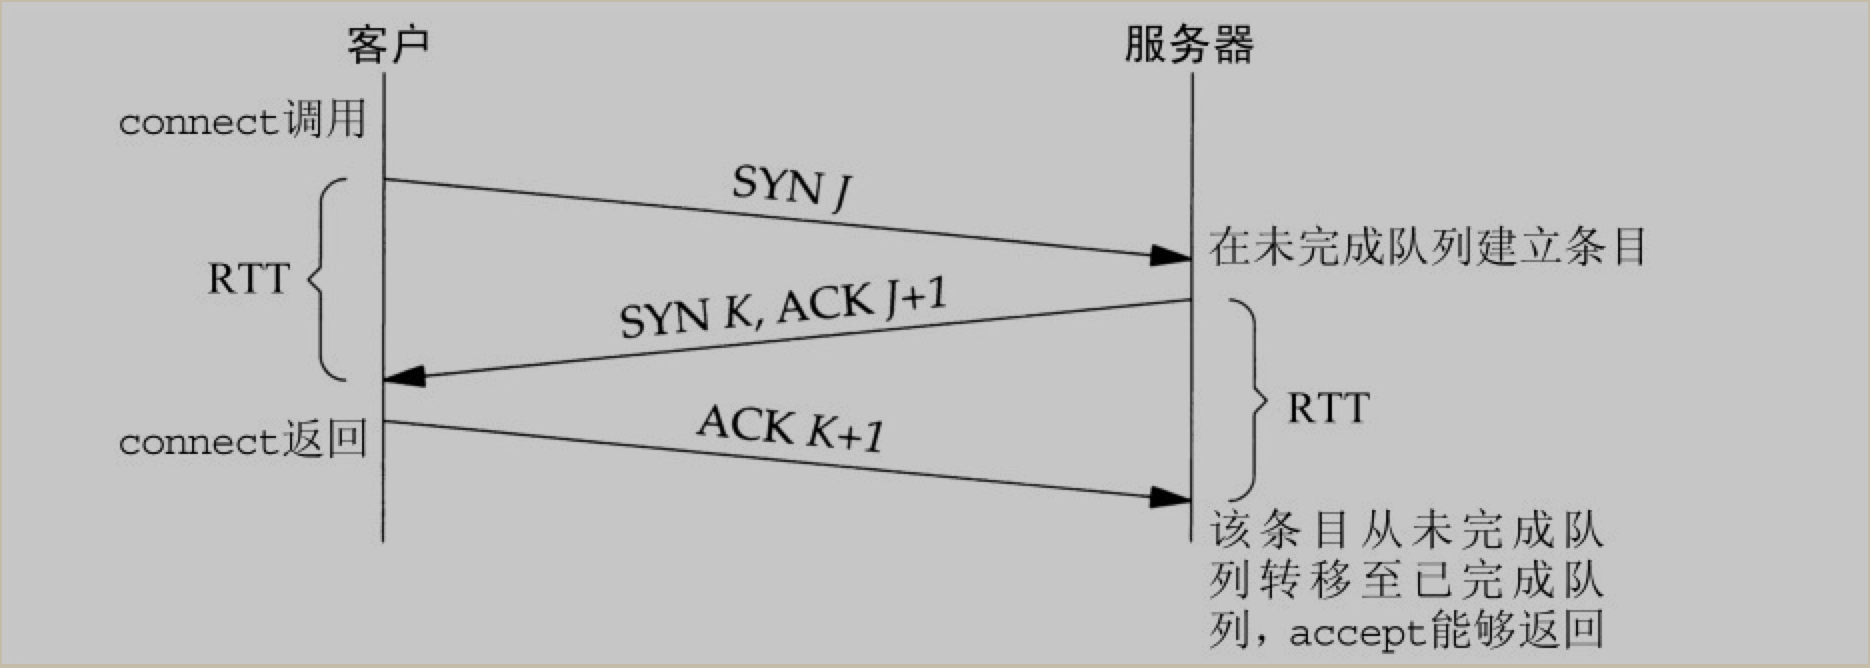 客户
服务器
connect调用
SYN J
在未完成队列建立条目
RTT
SYN K, ACK J+1
RTT
ACK K+1
connect返回
该条目从未完成队
列转移至已完成队
列，accept能够返回